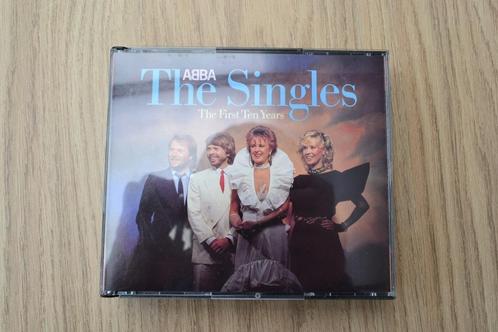 ABBA
The Singles
The First Ten Years